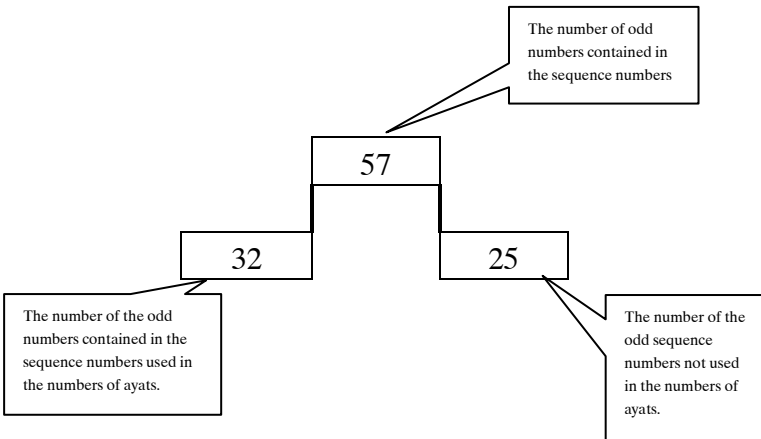 The number of odd
numbers contained in
the sequence numbers
57
32
25
The number of the odd
numbers contained in the
sequence numbers used in
the numbers of ayats.
The number of the
odd sequence
numbers not used
in the numbers of
ayats.